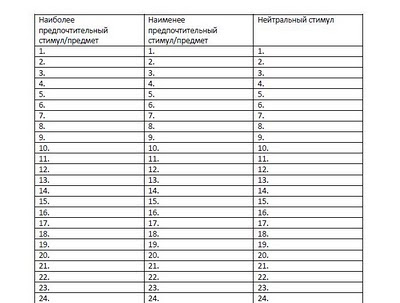 Наиболее
предпочтительный
стимул/предмет
Наименее
предпочтительный
стимул/предмет
Нейтральный стимул
1. 1. 1.
2. 2. 2.
3. 3. 3.
4. 4. 4.
5. 5. 5.
6. 6. 6.
7. 7. 7.
8. 8. 8.
9. 9. 9.
10. 10. 10.
11. 11. 11.
12. 12. 12.
13. 13. 13.
14. 14. 14.
15. 15. 15.
16. 16. 16.
17. 17. 17.
18. 18. 18.
19. 19. 19.
20. 20. 20.
21. 21. 21.
22. 22. 22.
23. 23. 23.
24. 24. 24.